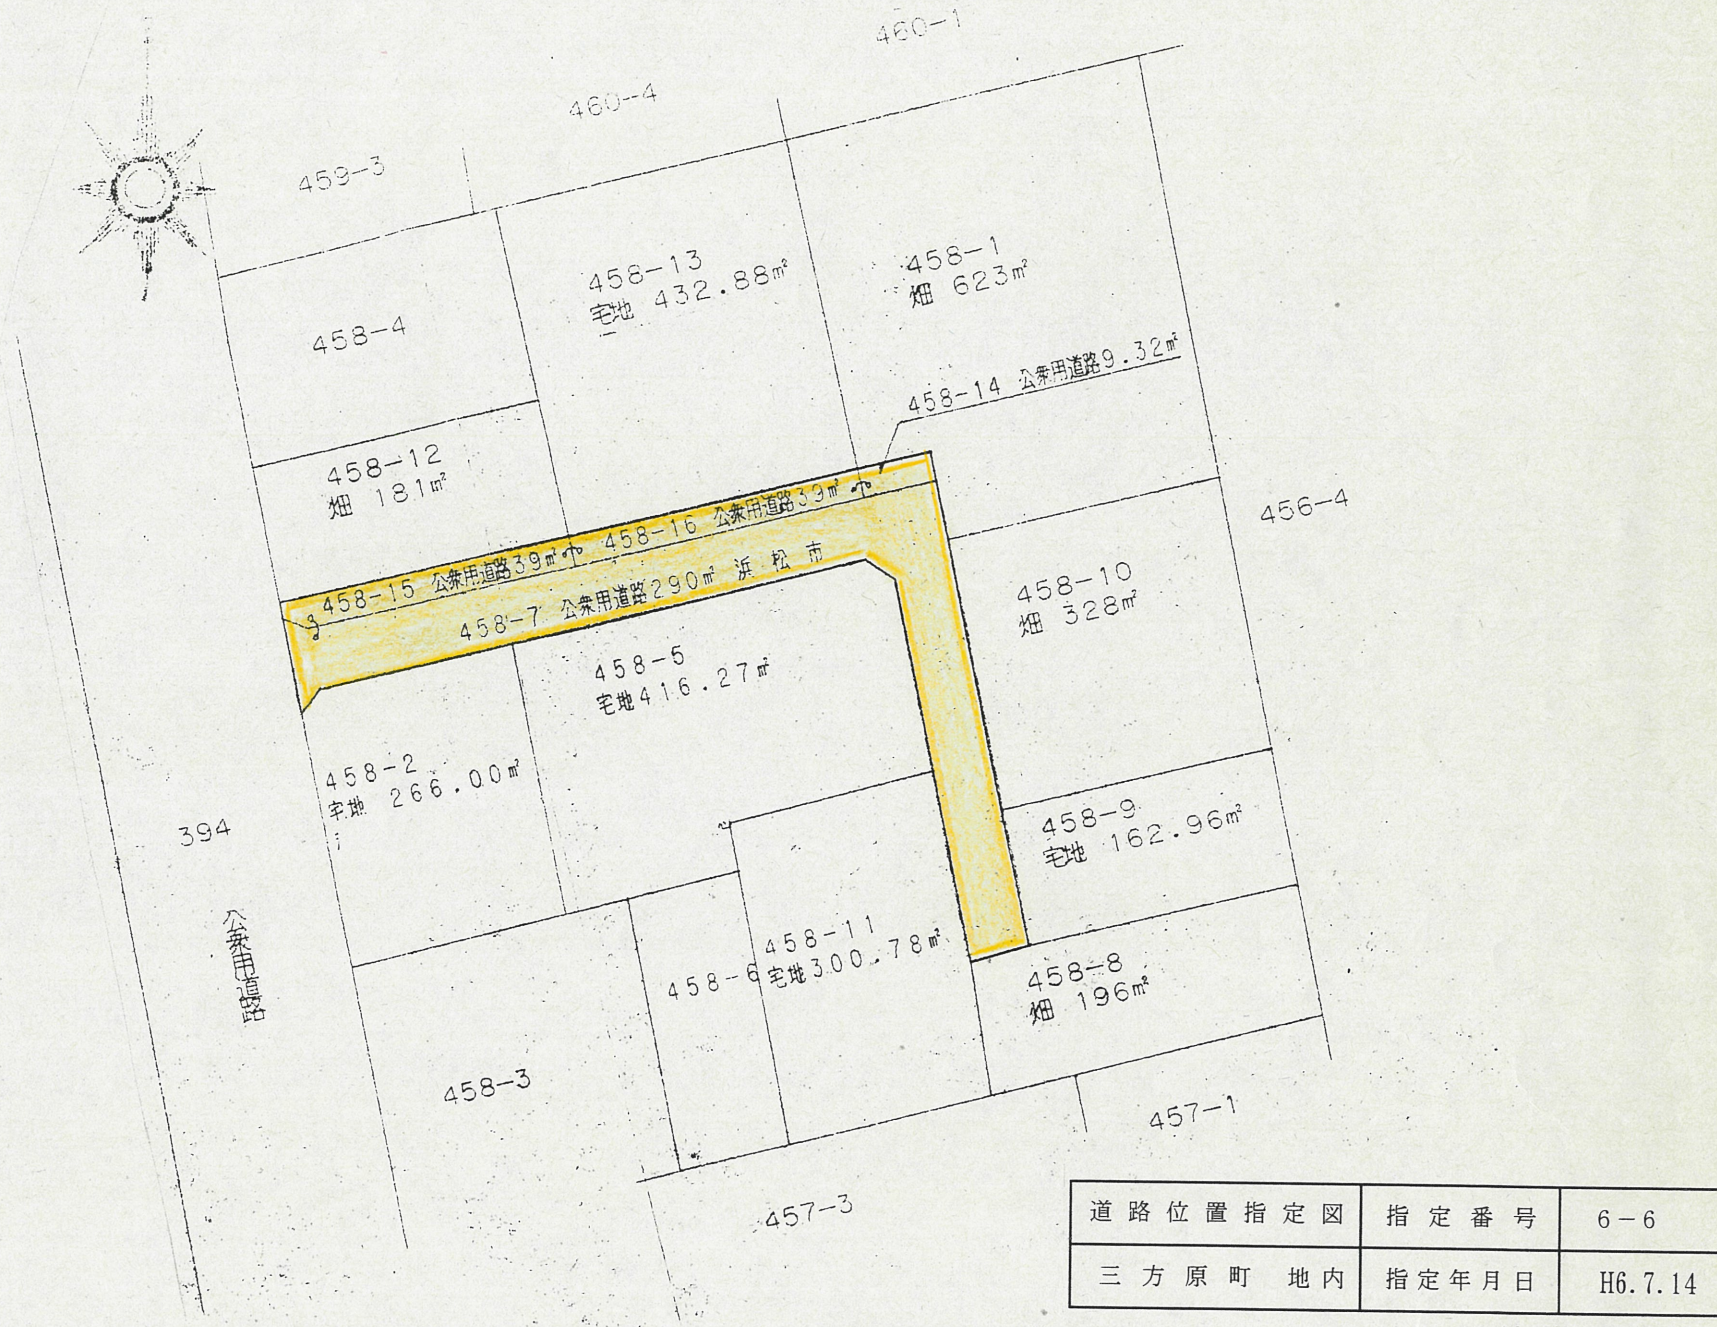 460-1
460-4
459-3
458-13
宅地 432.88㎡
458-1
畑 623㎡
458-4
458-14 公衆用道路9.32㎡
458-12
畑 181㎡
458-16 公衆用道路39㎡
458-15 公衆用道路39㎡
458-7 公衆用道路290㎡ 浜松市
456-4
458-10
畑 328㎡
458-5
宅地416.27㎡
458-2
宅地 266.00㎡
394
公衆用道路
458-9
宅地 162.96㎡
458-11
宅地300.78㎡
458-6
458-8
畑 196㎡
458-3
457-1
457-3
道路位置指定図 指定番号 6-6
三方原町 地内 指定年月日 H6.7.14